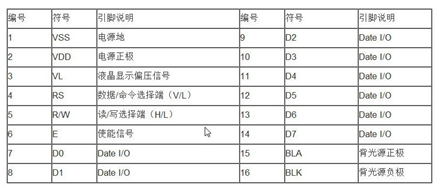 编号 符号 引脚说明 编号 符号 引脚说明
1 VSS 电源地 9 D2 Date I/O
2 VDD 电源正极 10 D3 Date I/O
3 VL 液晶显示偏压信号 11 D4 Date I/O
4 RS 数据/命令选择端（V/L） 12 D5 Date I/O
5 R/W 读/写选择端（H/L） 13 D6 Date I/O
6 E 使能信号 14 D7 Date I/O
7 D0 Date I/O 15 BLA 背光源正极
8 D1 Date I/O 16 BLK 背光源负极